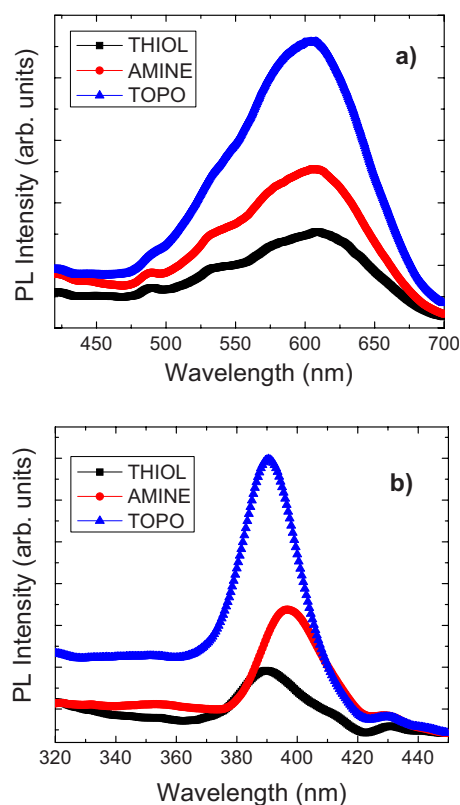 a)
THIOL
AMINE
TOPO
PL Intensity (arb. units)
450 500 550 600 650 700
Wavelength (nm)
b)
THIOL
AMINE
TOPO
PL Intensity (arb. units)
320 340 360 380 400 420 440
Wavelength (nm)